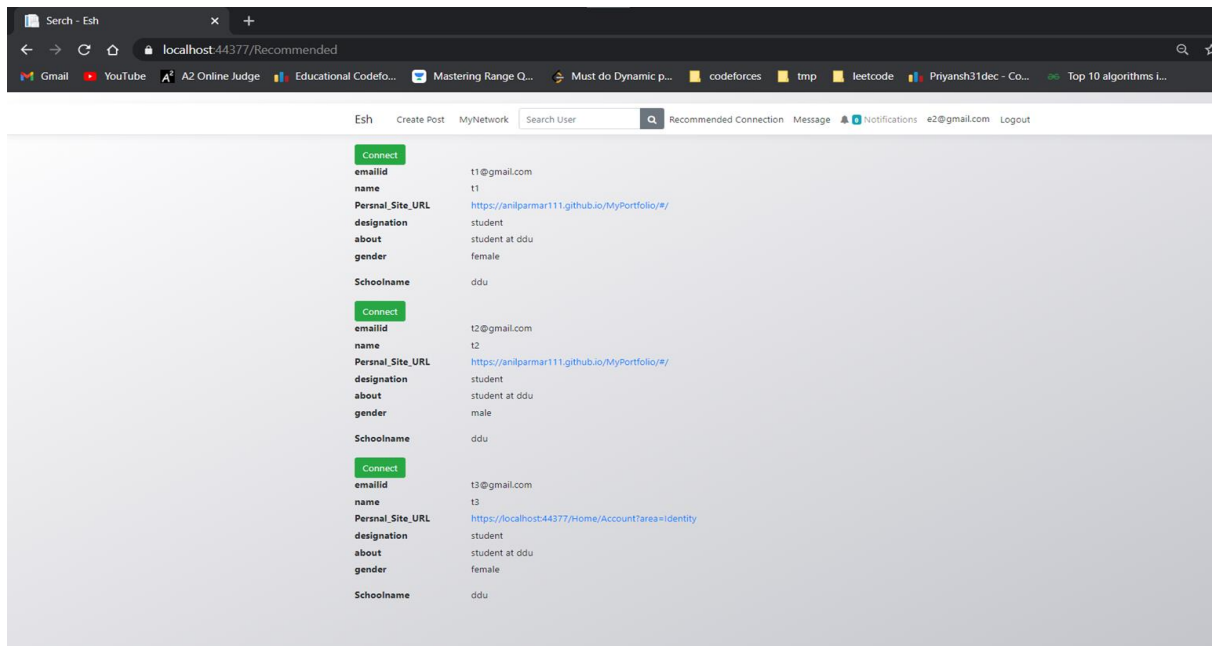 Serch - Esh
localhost:44377/Recommended
Gmail YouTube A2 Online Judge Educational Codefo... Mastering Range Q... Must do Dynamic p... codeforces tmp leetcode Priyansh31dec - Co... Top 10 algorithms i...
Esh Create Post MyNetwork Search User Recommended Connection Message 0 Notifications e2@gmail.com Logout
Connect
emailid t1@gmail.com
name t1
Persnal_Site_URL https://anilparmar111.github.io/MyPortfolio/#/
designation student
about student at ddu
gender female
Schoolname ddu
Connect
emailid t2@gmail.com
name t2
Persnal_Site_URL https://anilparmar111.github.io/MyPortfolio/#/
designation student
about student at ddu
gender male
Schoolname ddu
Connect
emailid t3@gmail.com
name t3
Persnal_Site_URL https://localhost:44377/Home/Account?area=Identity
designation student
about student at ddu
gender female
Schoolname ddu